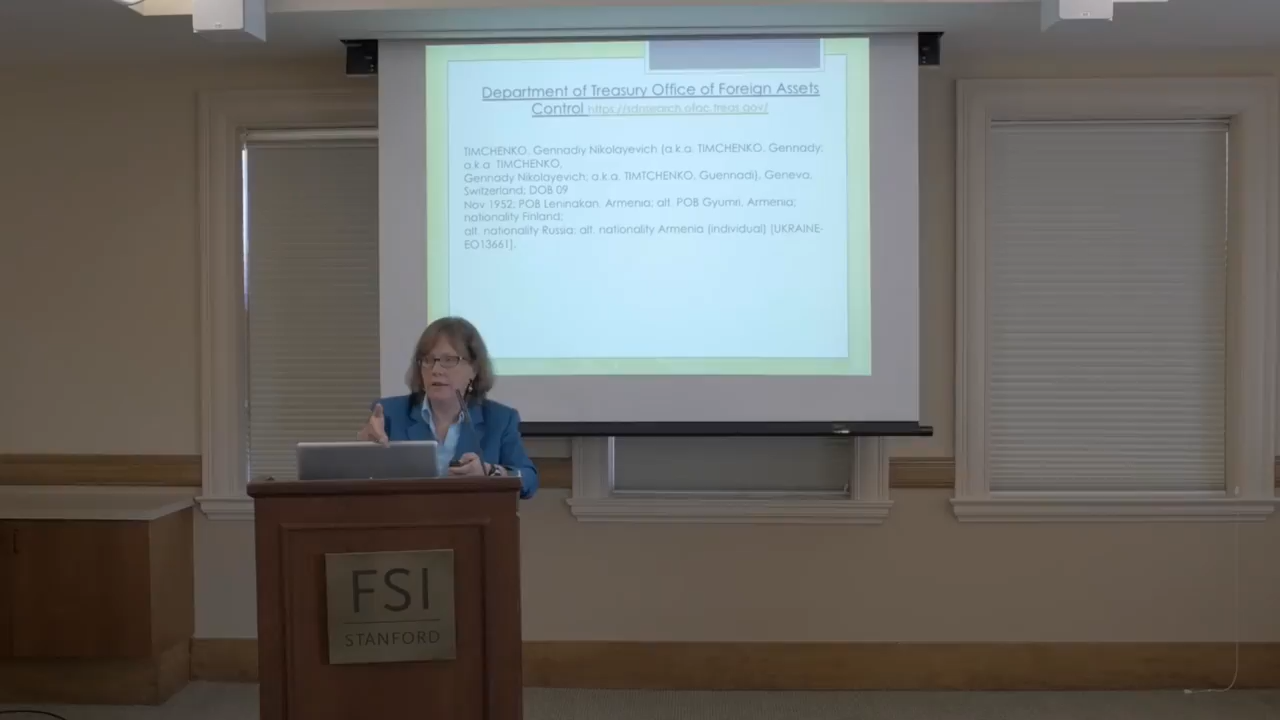 Department of Treasury Office of Foreign Assets
Control https://sdnsearch.ofac.treas.gov/
TIMCHENKO, Gennadiy Nikolayevich (a.k.a. TIMCHENKO, Gennady;
a.k.a. TIMCHENKO,
Gennady Nikolayevich; a.k.a. TIMTCHENKO, Guennadi), Geneva,
Switzerland; DOB 09
Nov 1952; POB Leninakan, Armenia; alt. POB Gyumri, Armenia;
nationality Finland;
alt. nationality Russia; alt. nationality Armenia (individual) [UKRAINE-
EO13661].
FSI
STANFORD